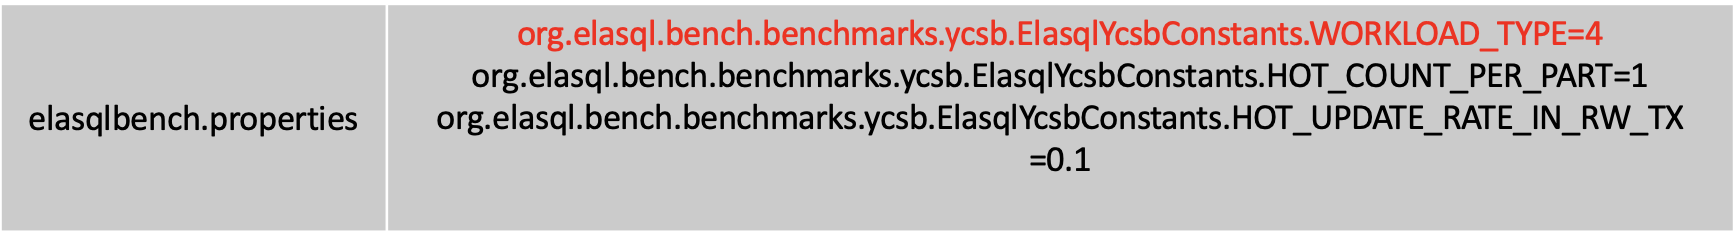 elasqlbench.properties
org.elasql.bench.benchmarks.ycsb.ElasqlYcsbConstants.WORKLOAD_TYPE=4
org.elasql.bench.benchmarks.ycsb.ElasqlYcsbConstants.HOT_COUNT_PER_PART=1
org.elasql.bench.benchmarks.ycsb.ElasqlYcsbConstants.HOT_UPDATE_RATE_IN_RW_TX
=0.1